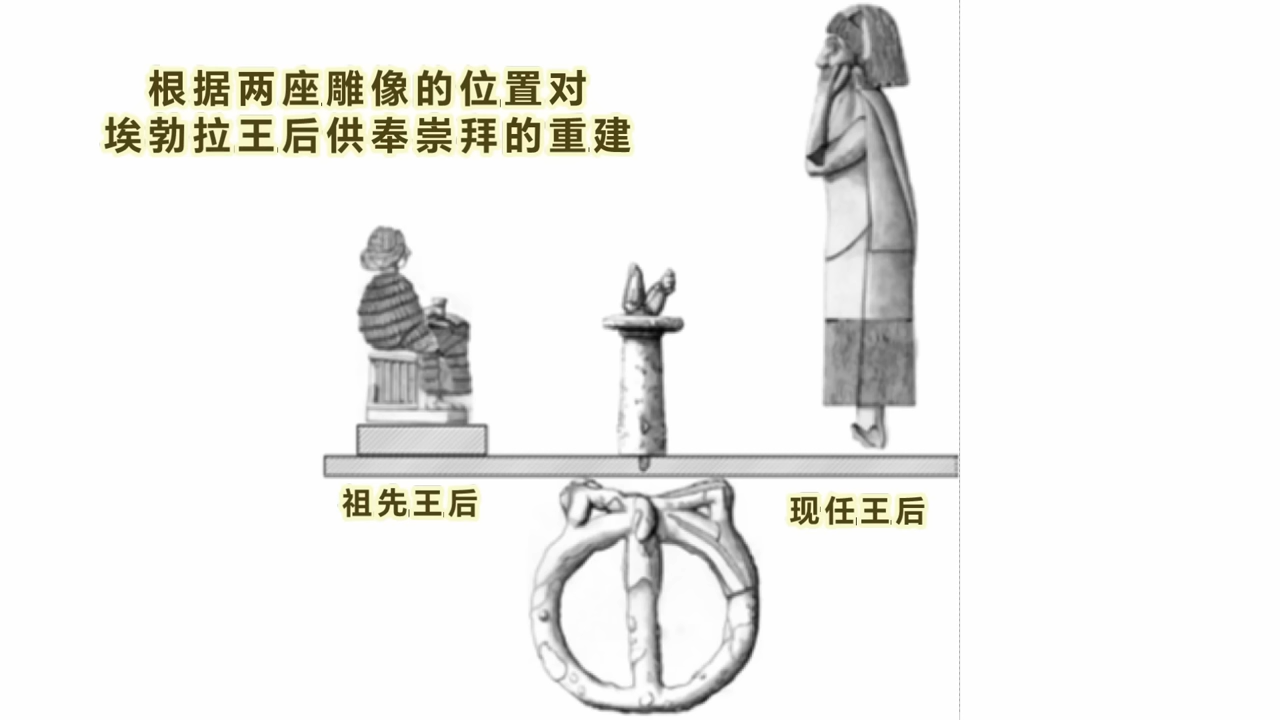 根据两座雕像的位置对
埃勃拉王后供奉崇拜的重建
祖先王后
现任王后